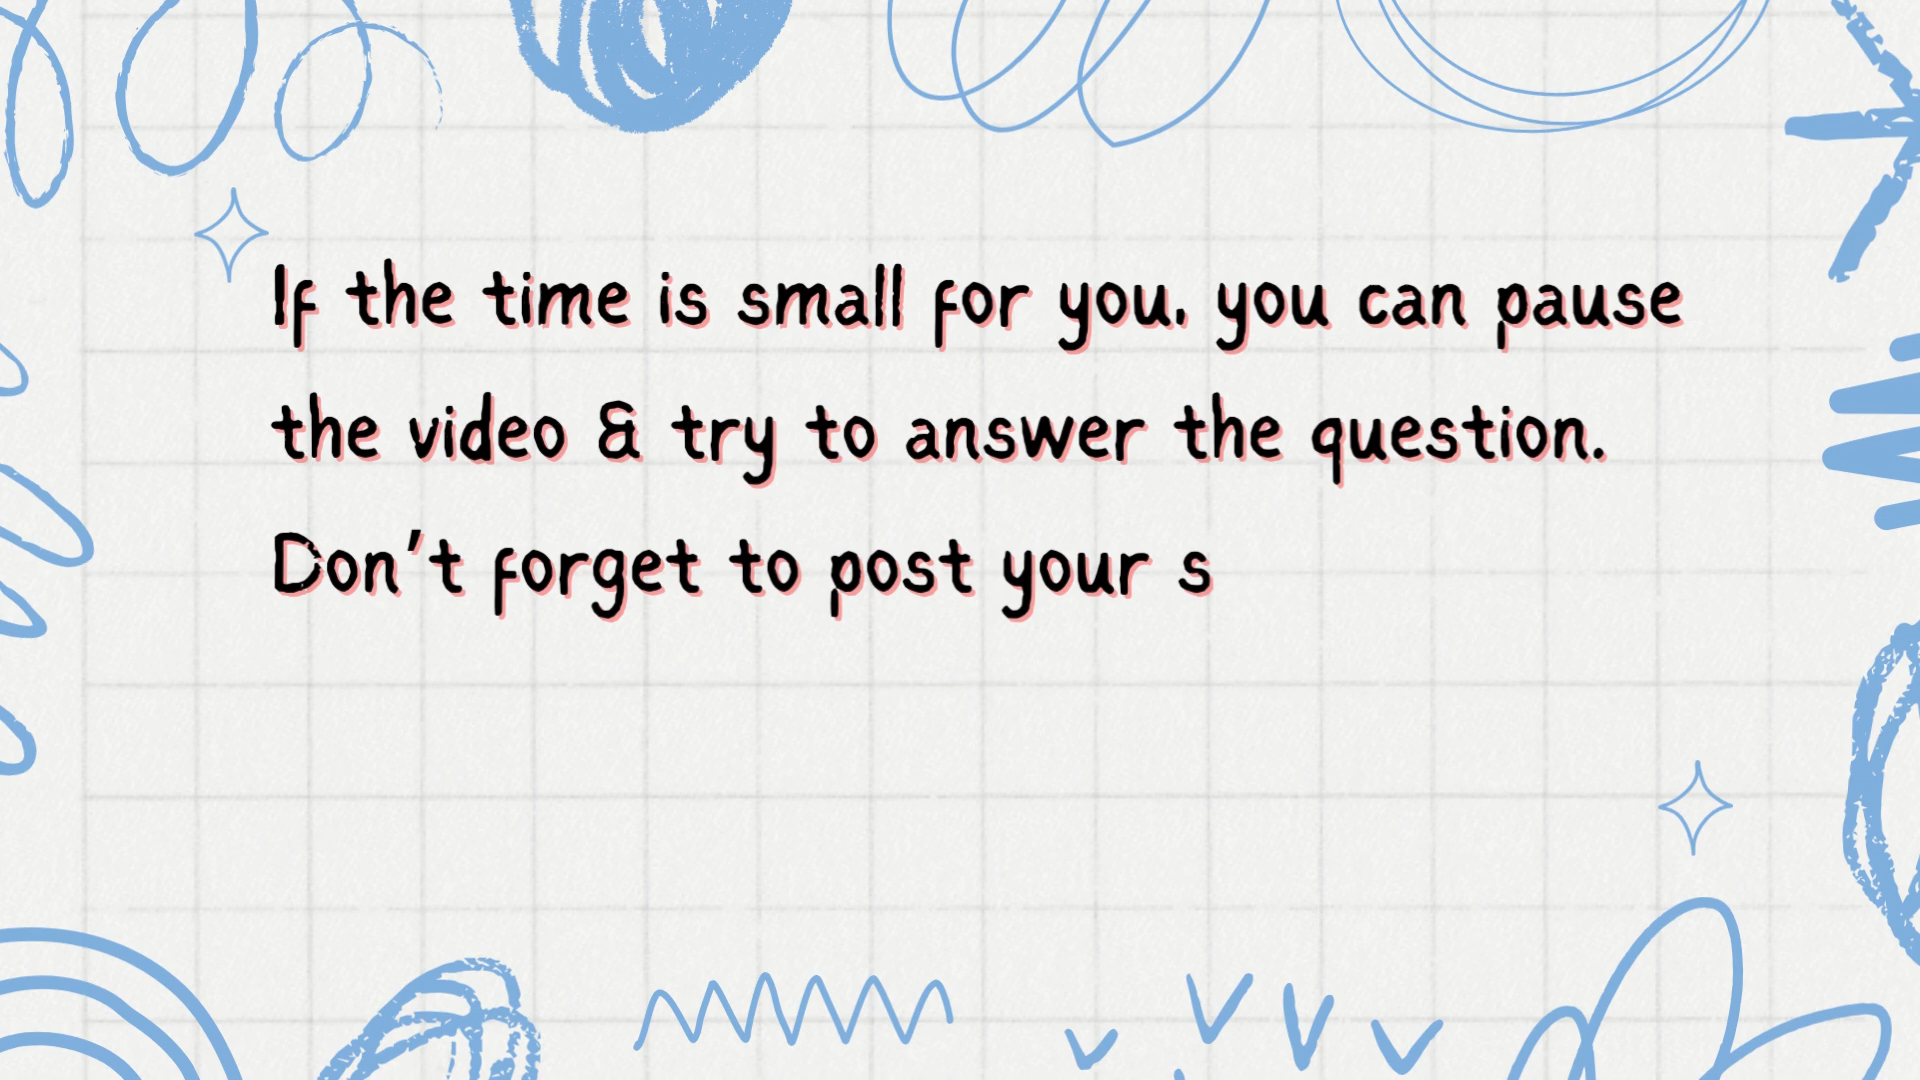 If the time is small for you, you can pause
the video & try to answer the question.
Don't forget to post your s